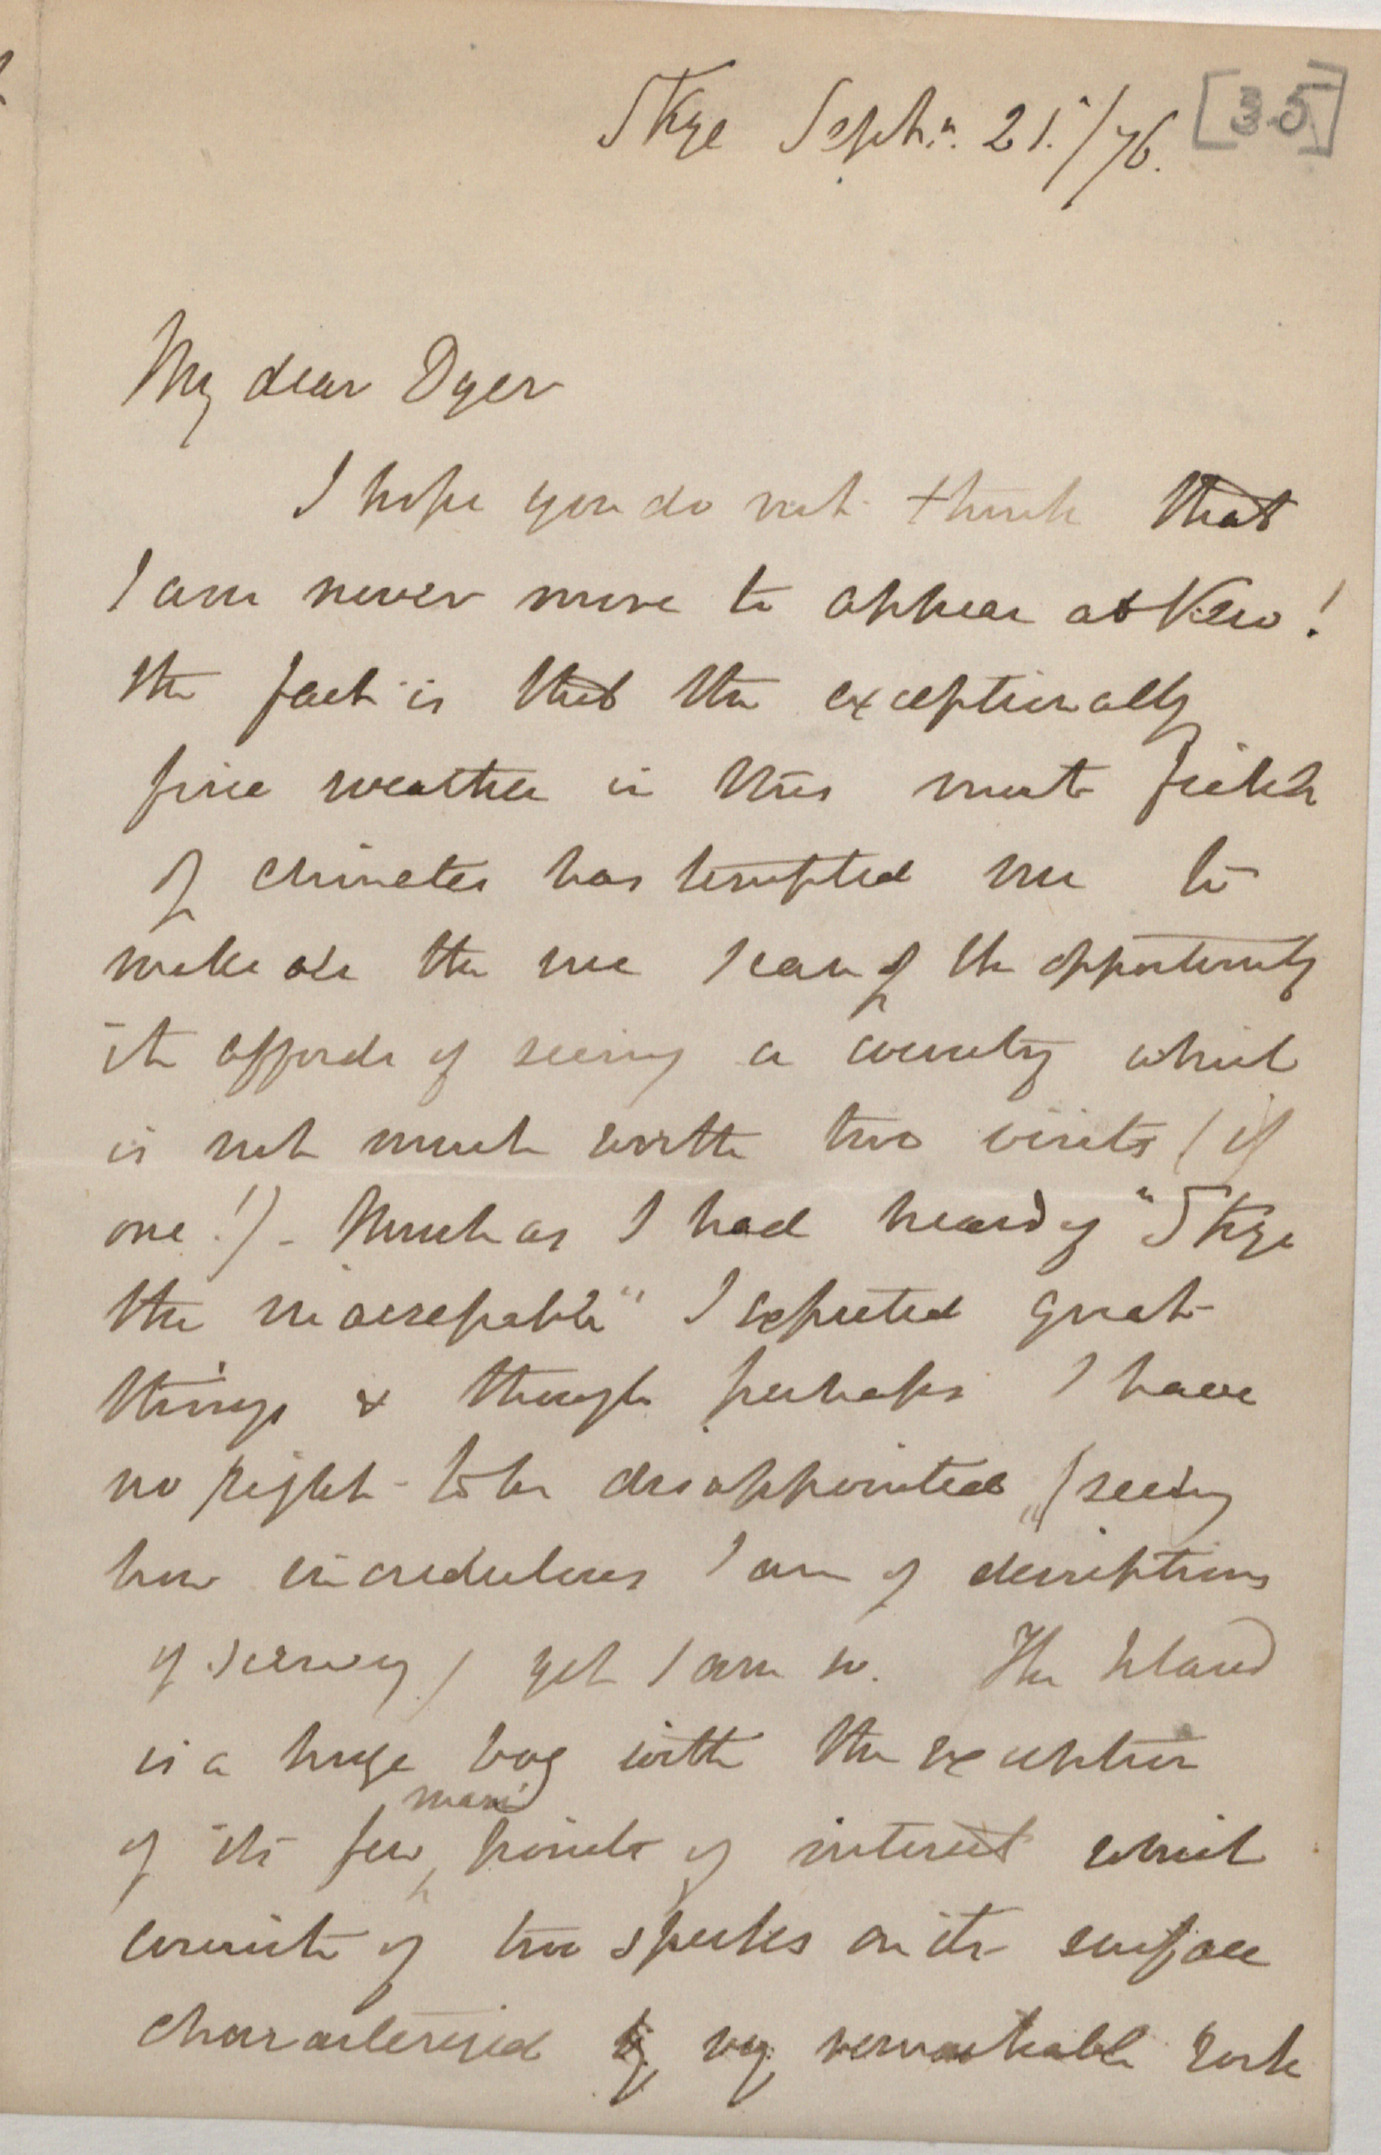 Skye Septr. 21./76. [35]
My dear Dyer
I hope you do not think that
I am never more to appear at Kew!
the fact is that the exceptionally
fine weather in this most fickle
of climates has tempted me to
make all the use I can of the opportunity
it affords of seeing a country which
is not much worth two visits (if
one!) - Much as I had heard of "Skye
the inaccessible" I expected great
things & though perhaps I have
no right to be disappointed, (seeing
how incredulous I am of descriptions
of scenery) yet I am so. The Island
is a huge bog with the exception
of its few main points of interest which
consist of two specks on its surface
characterised by very remarkable rock